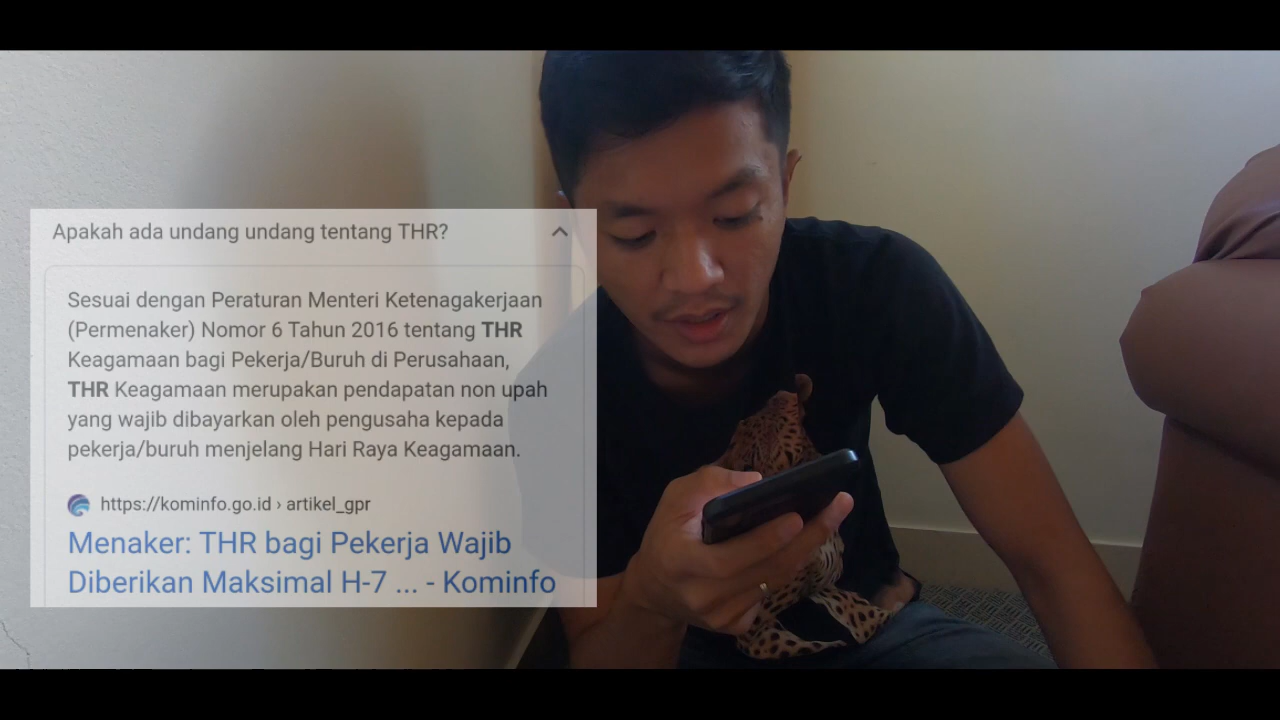 Apakah ada undang undang tentang THR?
Sesuai dengan Peraturan Menteri Ketenagakerjaan
(Permenaker) Nomor 6 Tahun 2016 tentang THR
Keagamaan bagi Pekerja/Buruh di Perusahaan,
THR Keagamaan merupakan pendapatan non upah
yang wajib dibayarkan oleh pengusaha kepada
pekerja/buruh menjelang Hari Raya Keagamaan.
https://kominfo.go.id › artikel_gpr
Menaker: THR bagi Pekerja Wajib
Diberikan Maksimal H-7 ... - Kominfo